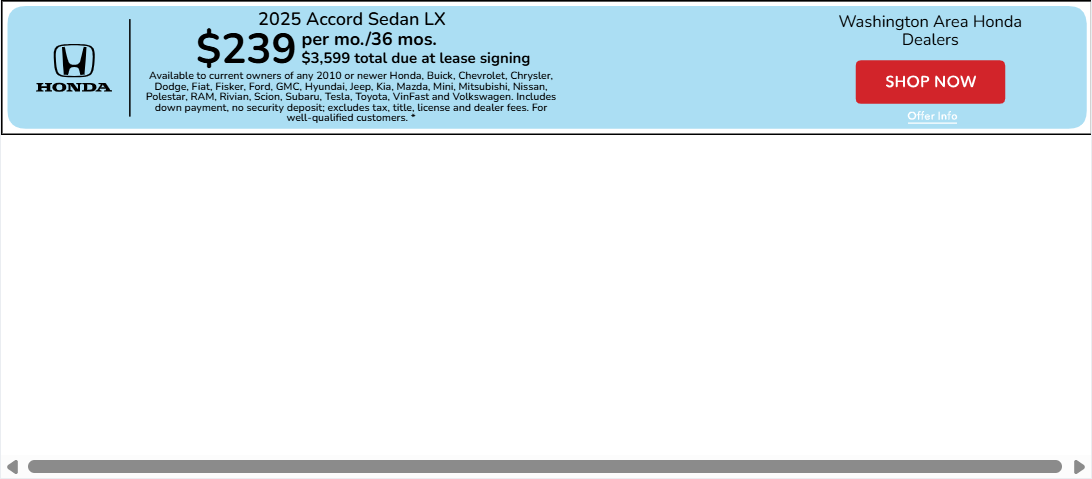 HONDA
2025 Accord Sedan LX
$239 per mo./36 mos.
$3,599 total due at lease signing
Available to current owners of any 2010 or newer Honda, Buick, Chevrolet, Chrysler,
Dodge, Fiat, Fisker, Ford, GMC, Hyundai, Jeep, Kia, Mazda, Mini, Mitsubishi, Nissan,
Polestar, RAM, Rivian, Scion, Subaru, Tesla, Toyota, VinFast and Volkswagen. Includes
down payment, no security deposit; excludes tax, title, license and dealer fees. For
well-qualified customers. *
Washington Area Honda
Dealers
SHOP NOW
Offer Info